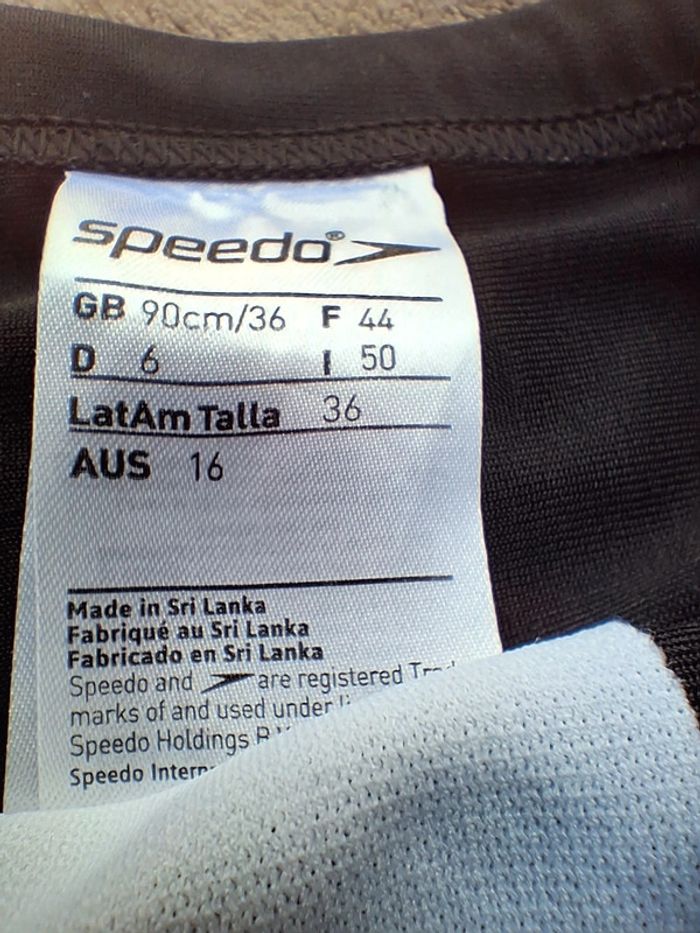 speedo®
GB 90cm/36 F 44
D 6 I 50
LatAm Talla 36
AUS 16
Made in Sri Lanka
Fabriqué au Sri Lanka
Fabricado en Sri Lanka
Speedo and are registered
marks of and used under
Speedo Holdings
Speedo